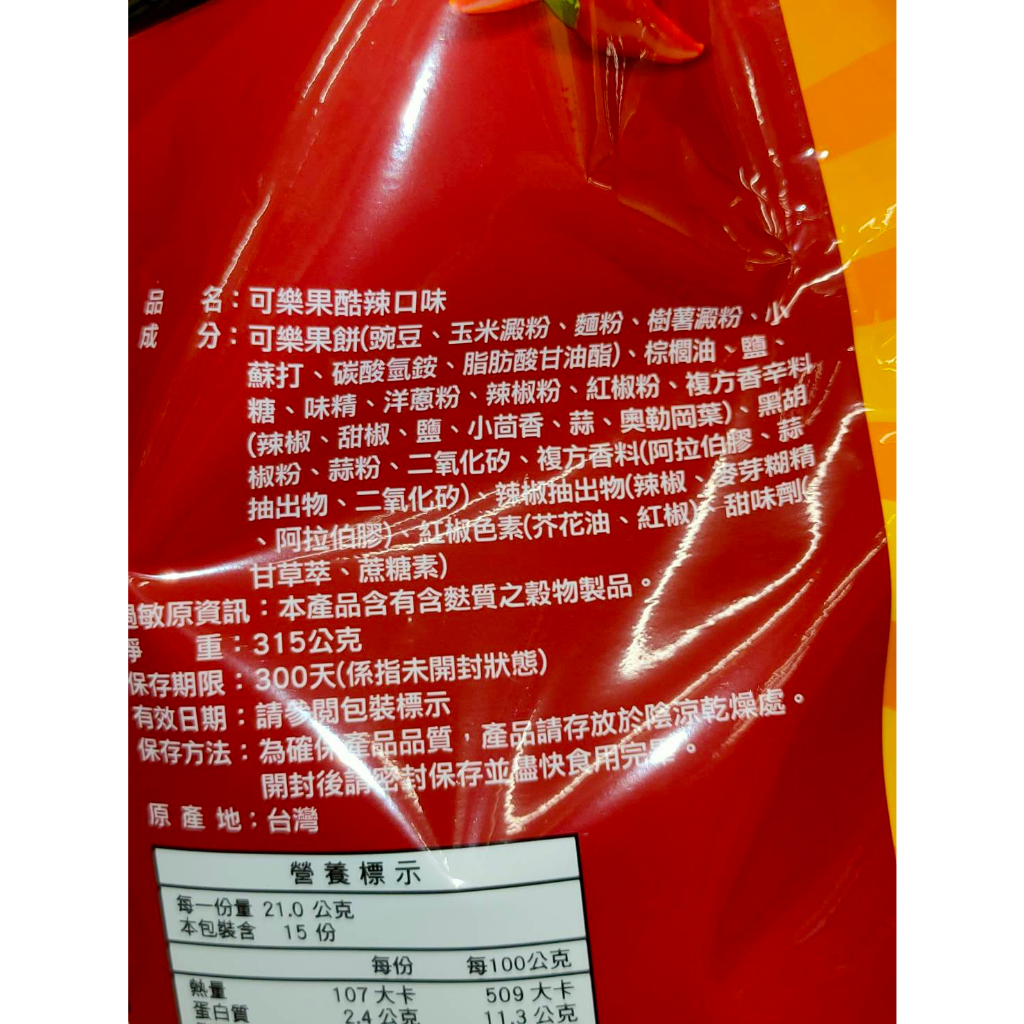 品　名：可樂果酷辣口味
成　分：可樂果餅(豌豆、玉米澱粉、麵粉、樹薯澱粉、小
蘇打、碳酸氫銨、脂肪酸甘油酯)、棕櫚油、鹽、
糖、味精、洋蔥粉、辣椒粉、紅椒粉、複方香辛料
(辣椒、甜椒、鹽、小茴香、蒜、奧勒岡葉)、黑胡
椒粉、蒜粉、二氧化矽、複方香料(阿拉伯膠、蒜
抽出物、二氧化矽)、辣椒抽出物(辣椒、麥芽糊精
、阿拉伯膠)、紅椒色素(芥花油、紅椒)、甜味劑(
甘草萃、蔗糖素)
過敏原資訊：本產品含有含麩質之穀物製品。
淨　重：315公克
保存期限：300天(係指未開封狀態)
有效日期：請參閱包裝標示
保存方法：為確保產品品質，產品請存放於陰涼乾燥處。
開封後請密封保存並儘快食用完畢。
原產地：台灣
營養標示
每一份量 21.0 公克
本包裝含 15 份
每份 每100公克
熱量 107 大卡 509 大卡
蛋白質 2.4 公克 11.3 公克